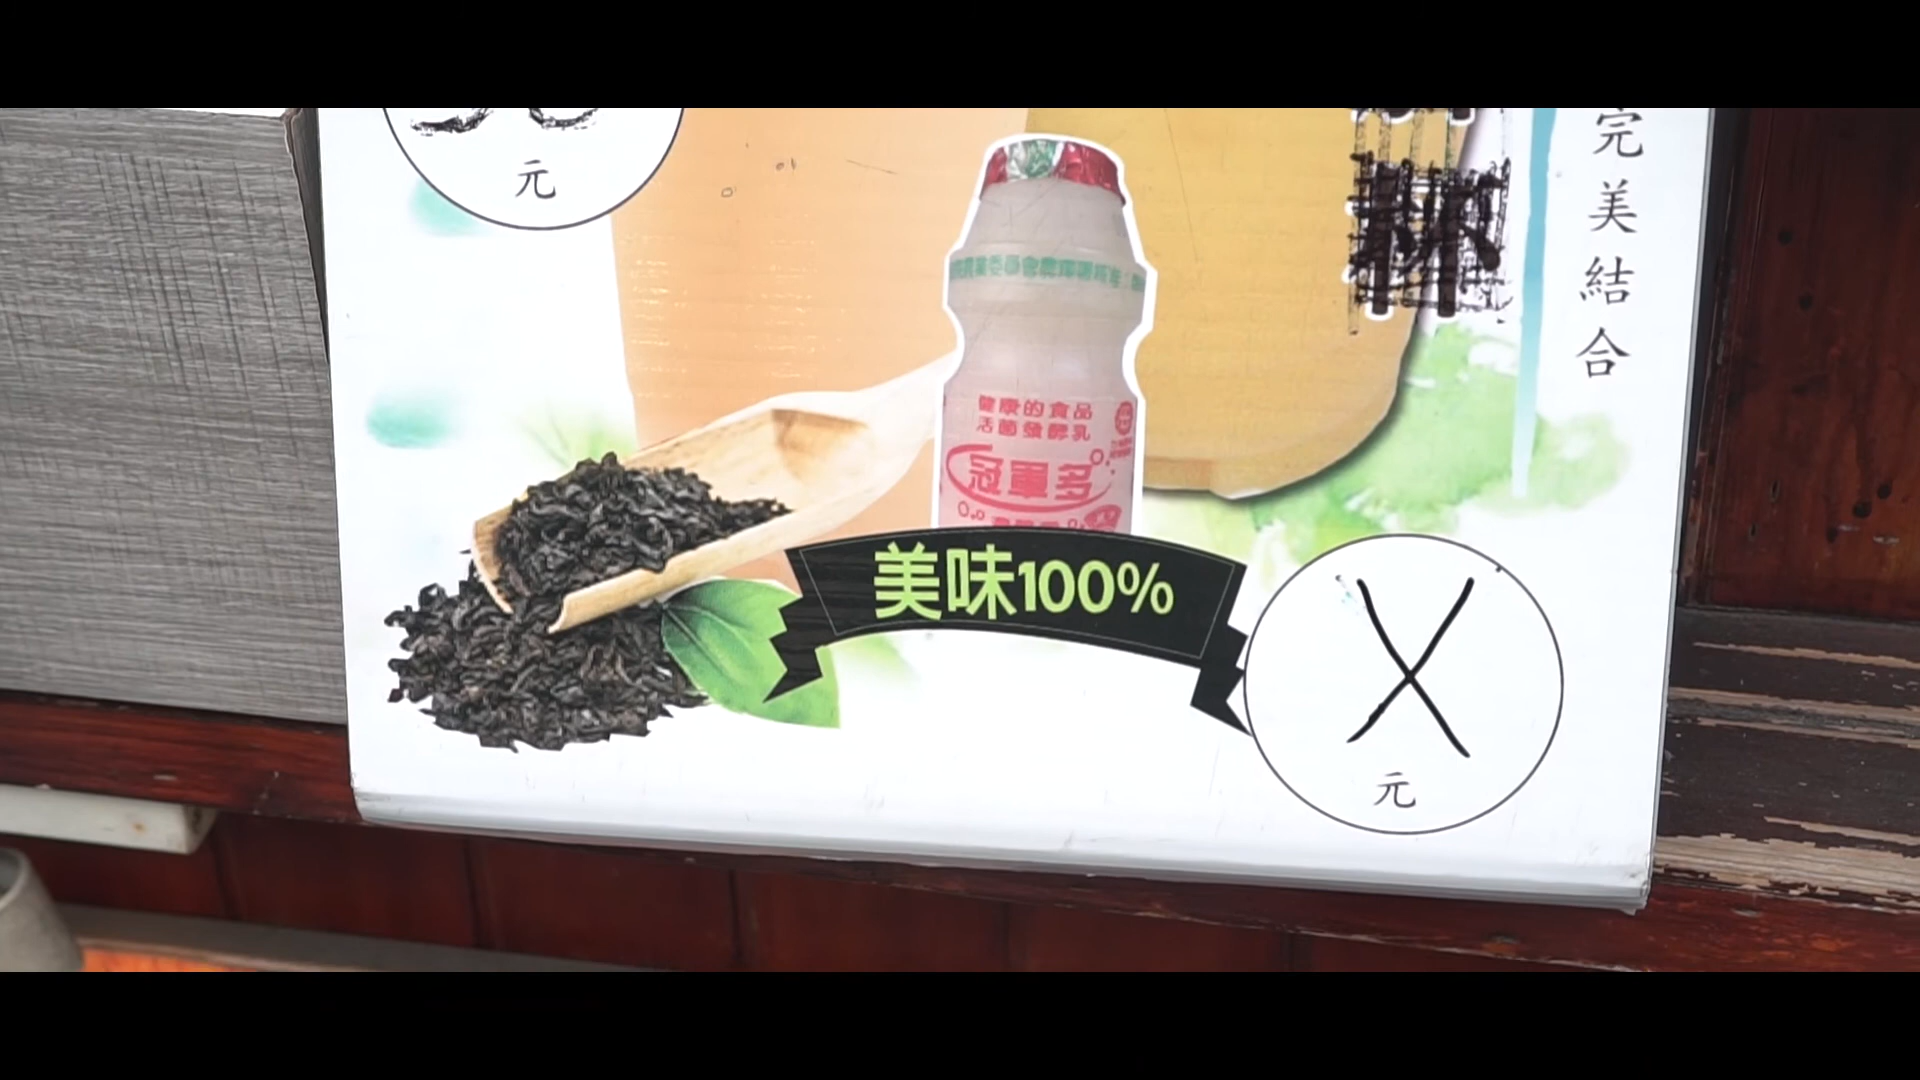 元
完美結合
健康的食品
活菌發酵乳
冠軍多
美味100%
X
元